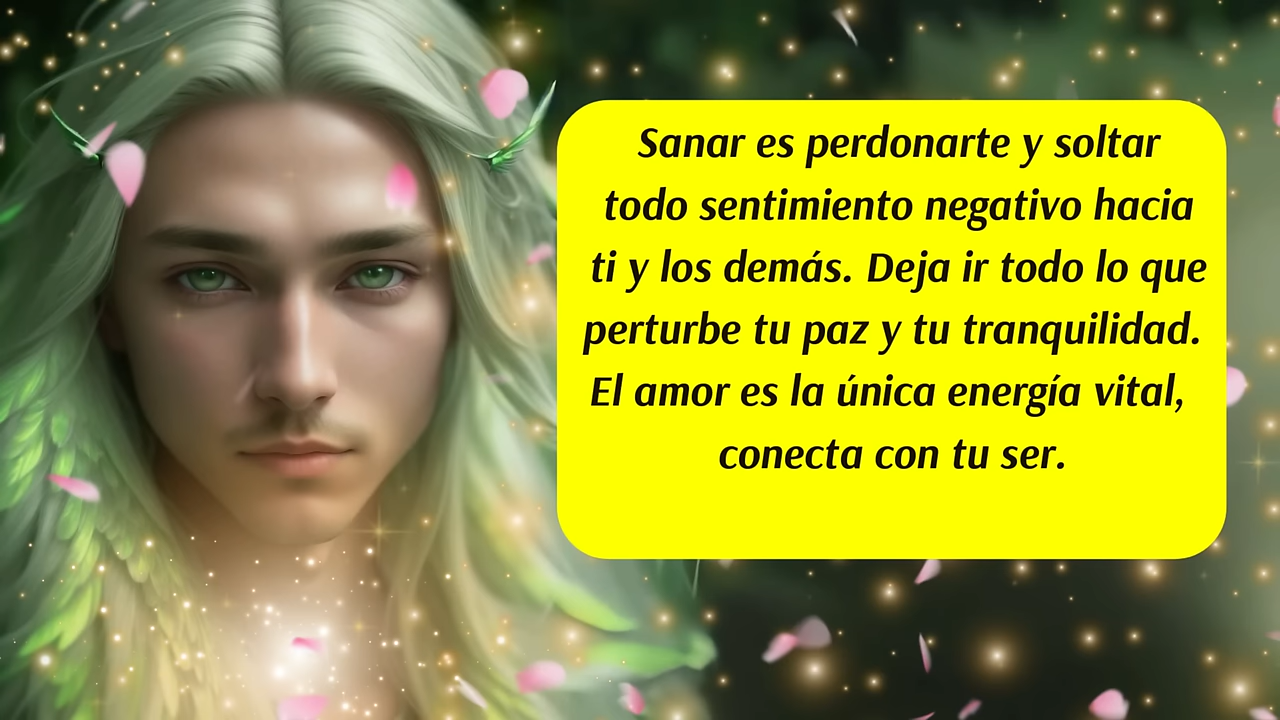 Sanar es perdonarte y soltar
todo sentimiento negativo hacia
ti y los demás. Deja ir todo lo que
perturbe tu paz y tu tranquilidad.
El amor es la única energía vital,
conecta con tu ser.